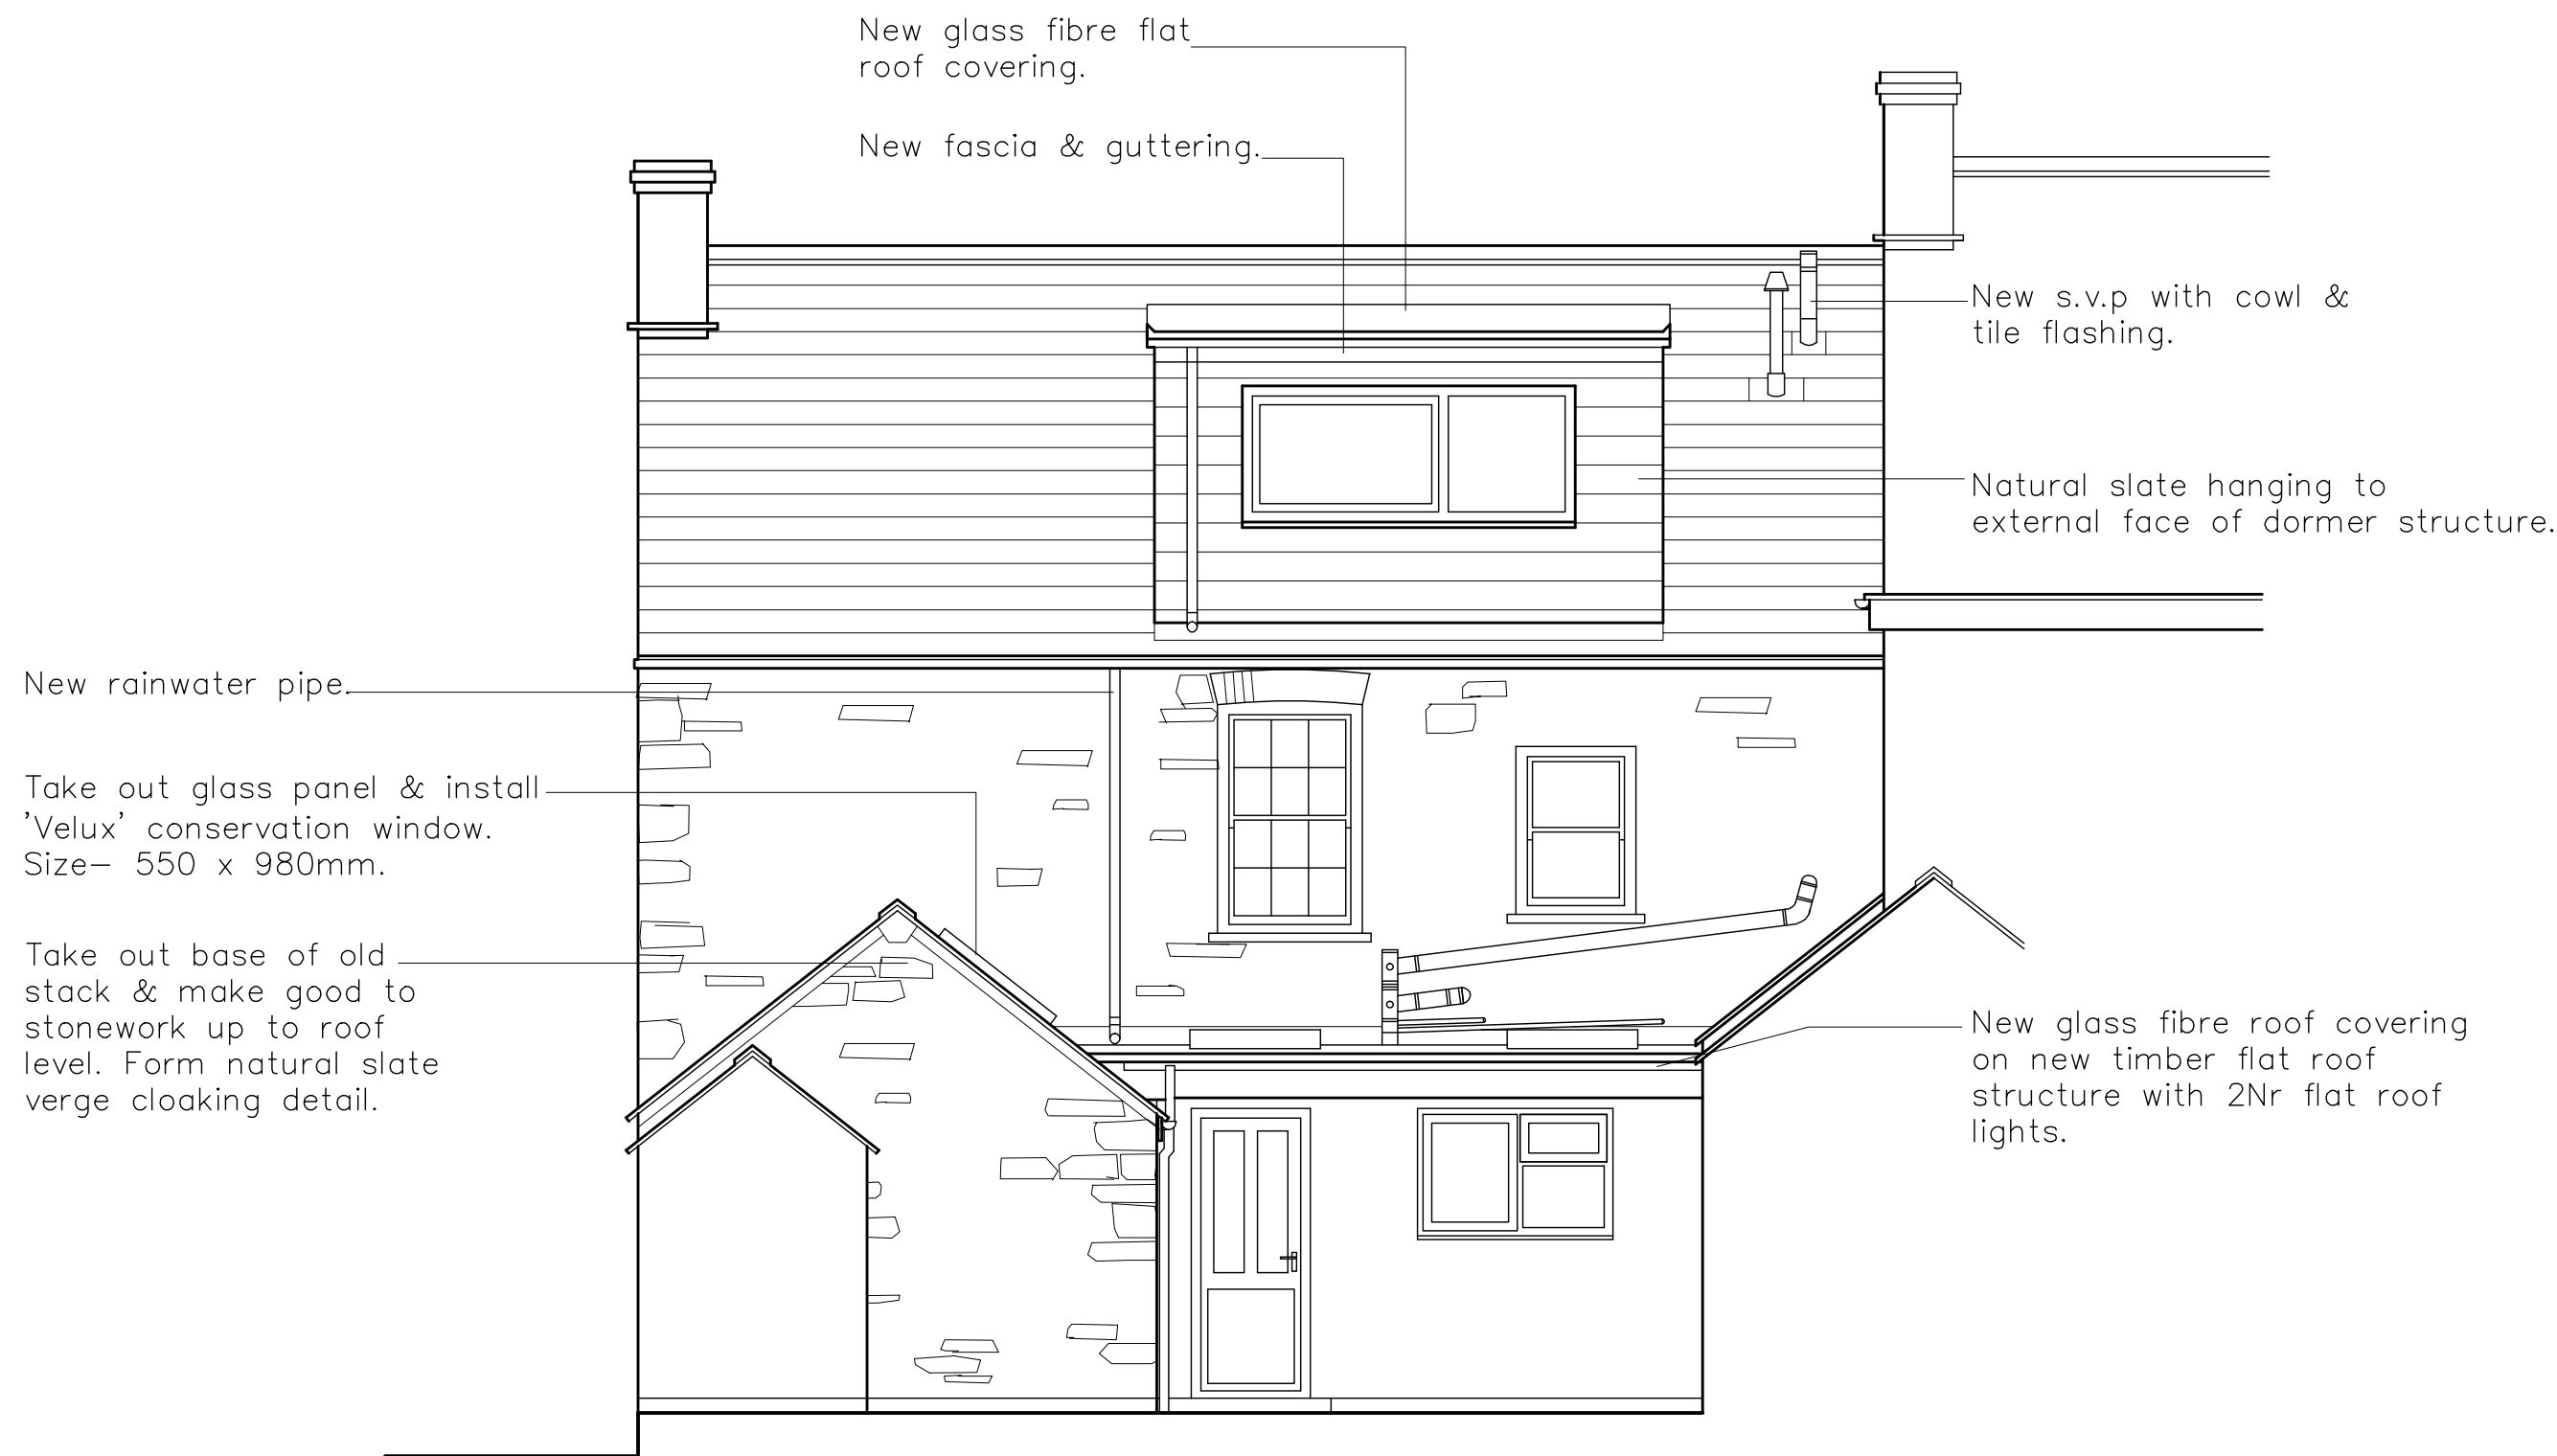 New glass fibre flat
roof covering.
New fascia & guttering.
New s.v.p with cowl &
tile flashing.
Natural slate hanging to
external face of dormer structure.
New rainwater pipe.
Take out glass panel & install
'Velux' conservation window.
Size- 550 x 980mm.
Take out base of old
stack & make good to
stonework up to roof
level. Form natural slate
verge cloaking detail.
New glass fibre roof covering
on new timber flat roof
structure with 2Nr flat roof
lights.